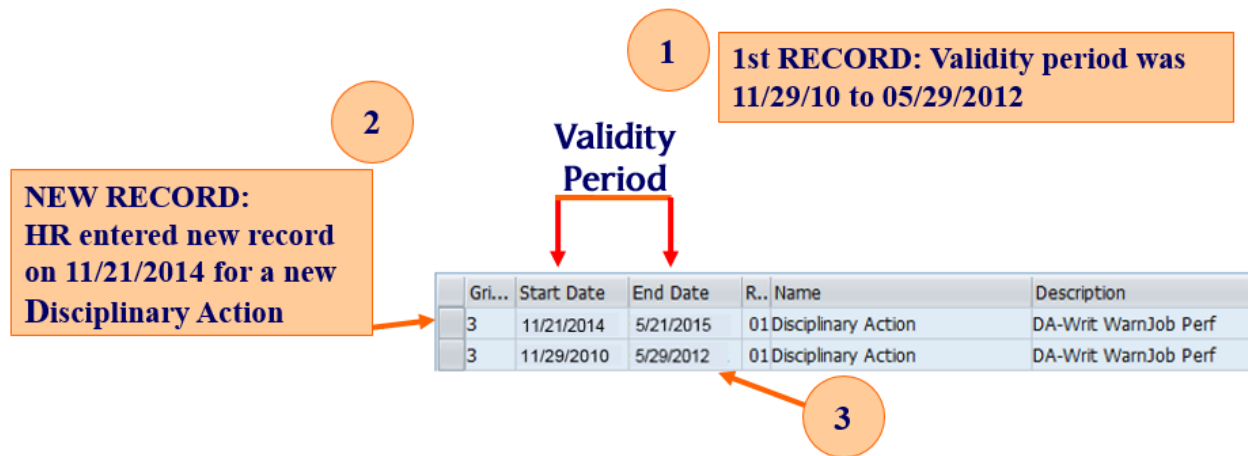 1
1st RECORD: Validity period was
11/29/10 to 05/29/2012
2
Validity
Period
NEW RECORD:
HR entered new record
on 11/21/2014 for a new
Disciplinary Action
Gri... Start Date End Date R.. Name Description
3 11/21/2014 5/21/2015 01 Disciplinary Action DA-Writ WarnJob Perf
3 11/29/2010 5/29/2012 01 Disciplinary Action DA-Writ WarnJob Perf
3